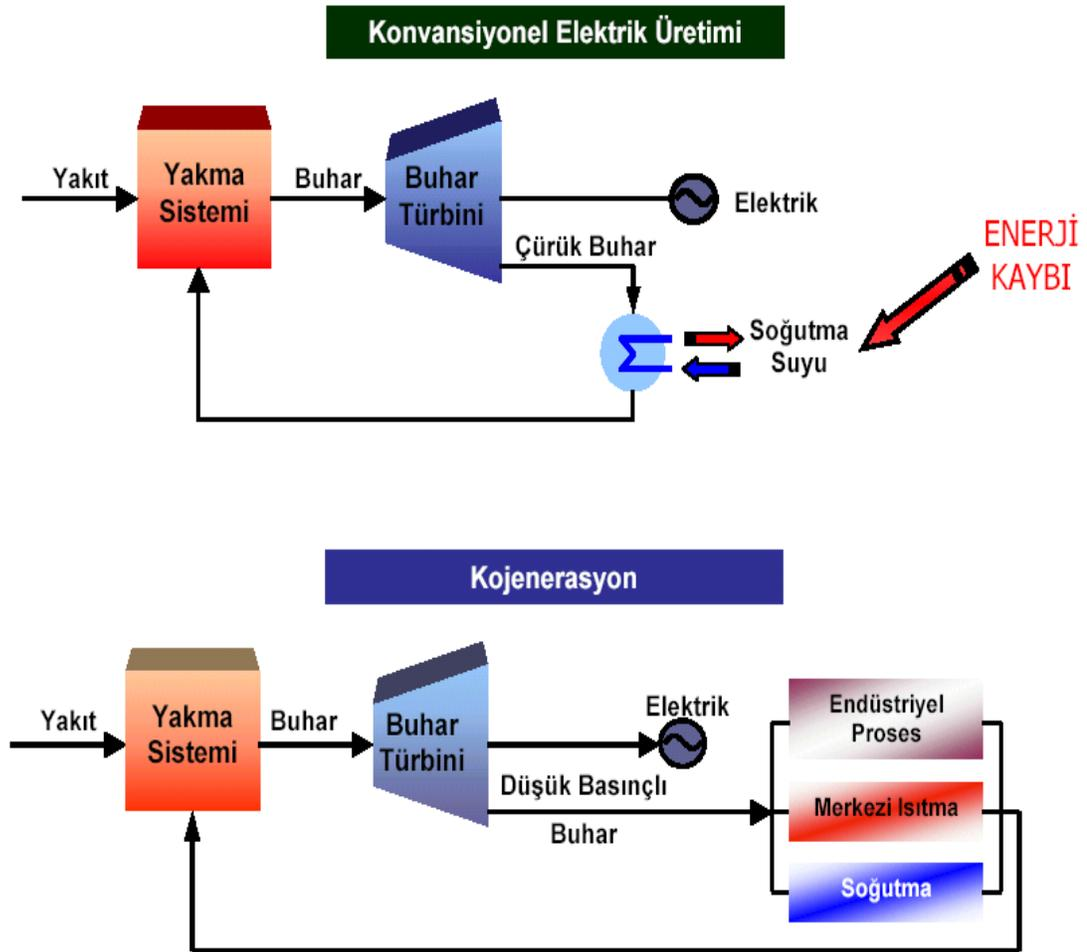 Konvansiyonel Elektrik Üretimi
Yakıt
Yakma
Sistemi
Buhar
Buhar
Türbini
Elektrik
Çürük Buhar
ENERJİ
KAYBI
Soğutma
Suyu
Kojenerasyon
Yakıt
Yakma
Sistemi
Buhar
Buhar
Türbini
Elektrik
Düşük Basınçlı
Buhar
Endüstriyel
Proses
Merkezi Isıtma
Soğutma